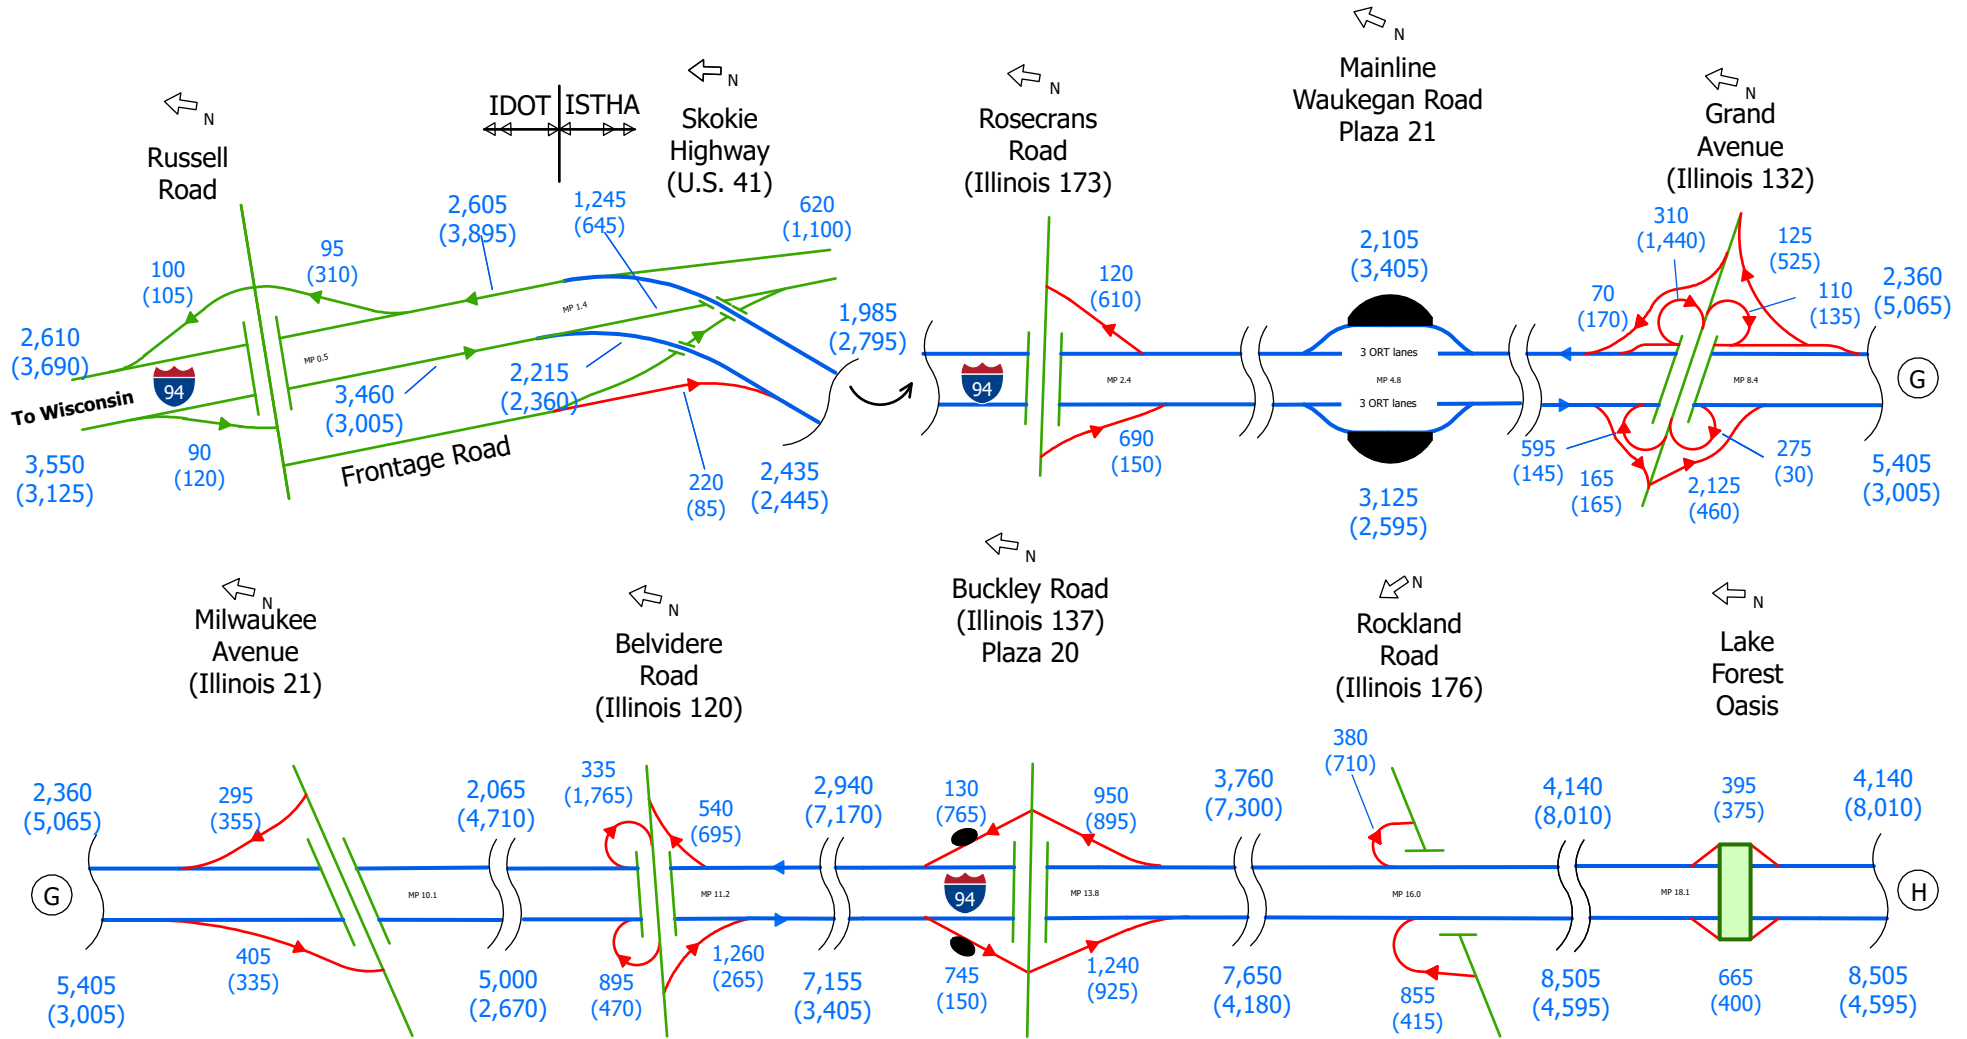 N
Russell
Road
IDOT
ISTHA
N
Skokie
Highway
(U.S. 41)
N
Rosecrans
Road
(Illinois 173)
N
Mainline
Waukegan Road
Plaza 21
N
Grand
Avenue
(Illinois 132)
100
(105)
95
(310)
2,605
(3,895)
1,245
(645)
620
(1,100)
2,610
(3,690)
To Wisconsin
94
MP 0.5
MP 1.4
3,460
(3,005)
2,215
(2,360)
Frontage Road
3,550
(3,125)
90
(120)
220
(85)
2,435
(2,445)
1,985
(2,795)
94
120
(610)
MP 2.4
690
(150)
2,105
(3,405)
3 ORT lanes
MP 4.8
3 ORT lanes
3,125
(2,595)
310
(1,440)
125
(525)
70
(170)
110
(135)
2,360
(5,065)
MP 8.4
G
595
(145)
165
(165)
2,125
(460)
275
(30)
5,405
(3,005)
N
Milwaukee
Avenue
(Illinois 21)
N
Belvidere
Road
(Illinois 120)
N
Buckley Road
(Illinois 137)
Plaza 20
N
Rockland
Road
(Illinois 176)
N
Lake
Forest
Oasis
2,360
(5,065)
295
(355)
2,065
(4,710)
335
(1,765)
540
(695)
2,940
(7,170)
130
(765)
950
(895)
3,760
(7,300)
380
(710)
4,140
(8,010)
395
(375)
4,140
(8,010)
G
MP 10.1
MP 11.2
94
MP 13.8
MP 16.0
MP 18.1
H
5,405
(3,005)
405
(335)
5,000
(2,670)
895
(470)
1,260
(265)
7,155
(3,405)
745
(150)
1,240
(925)
7,650
(4,180)
855
(415)
8,505
(4,595)
665
(400)
8,505
(4,595)